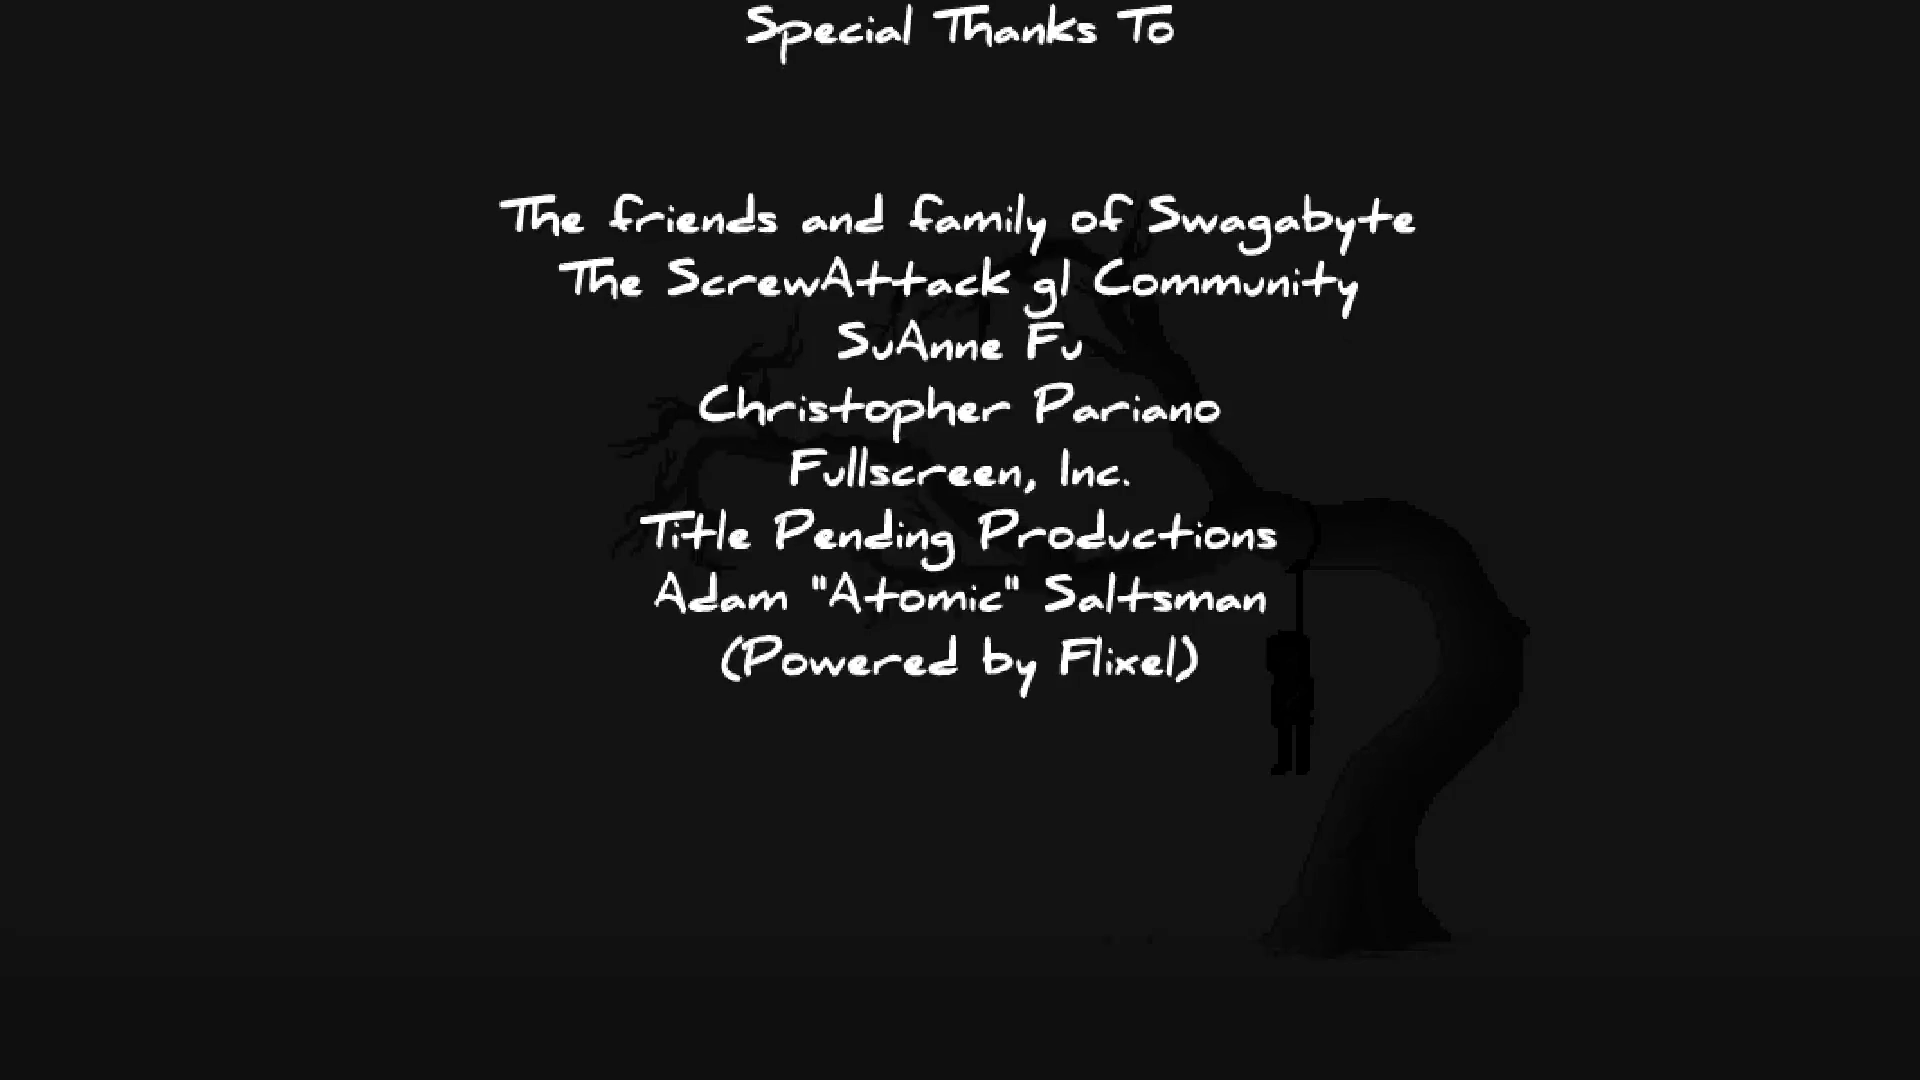 Special Thanks To
The friends and family of Swagabyte
The ScrewAttack g1 Community
SuAnne Fu
Christopher Pariano
Fullscreen, Inc.
Title Pending Productions
Adam "Atomic" Saltsman
(Powered by Flixel)